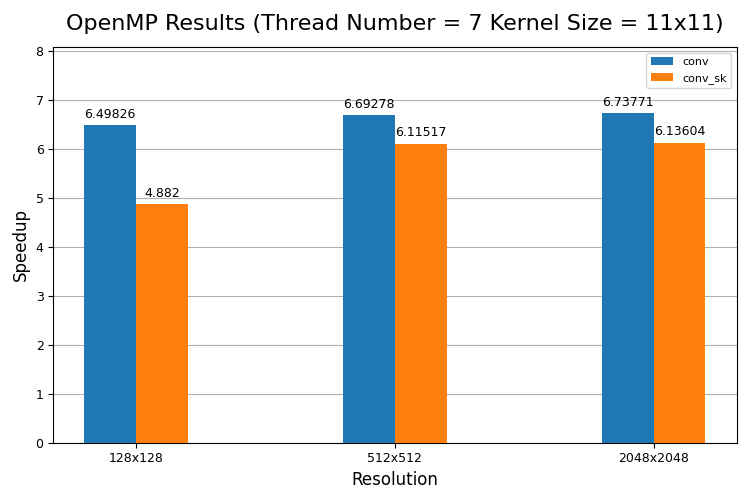 OpenMP Results (Thread Number = 7 Kernel Size = 11x11)
conv
conv_sk
8
7
6
5
4
3
2
1
0
Speedup
6.49826
4.882
6.69278
6.11517
6.73771
6.13604
128x128
512x512
2048x2048
Resolution